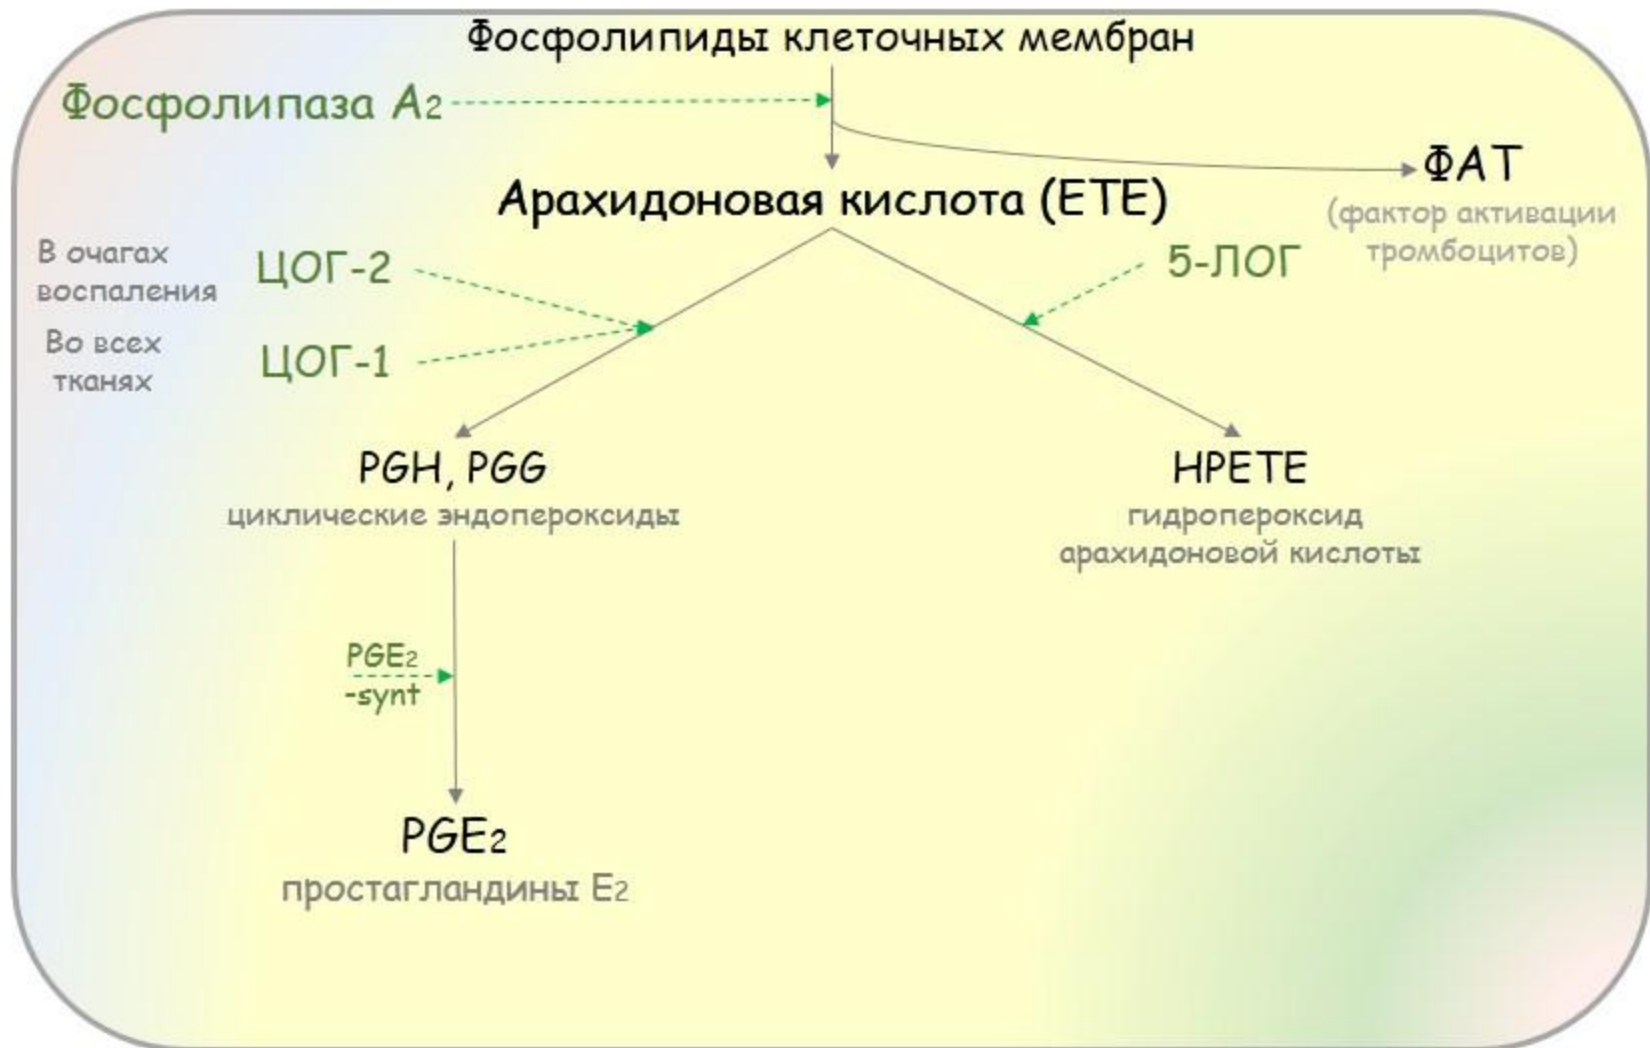 Фосфолипиды клеточных мембран
Фосфолипаза А2
ФАТ
(фактор активации
тромбоцитов)
Арахидоновая кислота (ЕТЕ)
В очагах
воспаления
ЦОГ-2
5-ЛОГ
Во всех
тканях
ЦОГ-1
PGH, PGG
циклические эндопероксиды
HPETE
гидропероксид
арахидоновой кислоты
PGE2
-synt
PGE2
простагландины E2